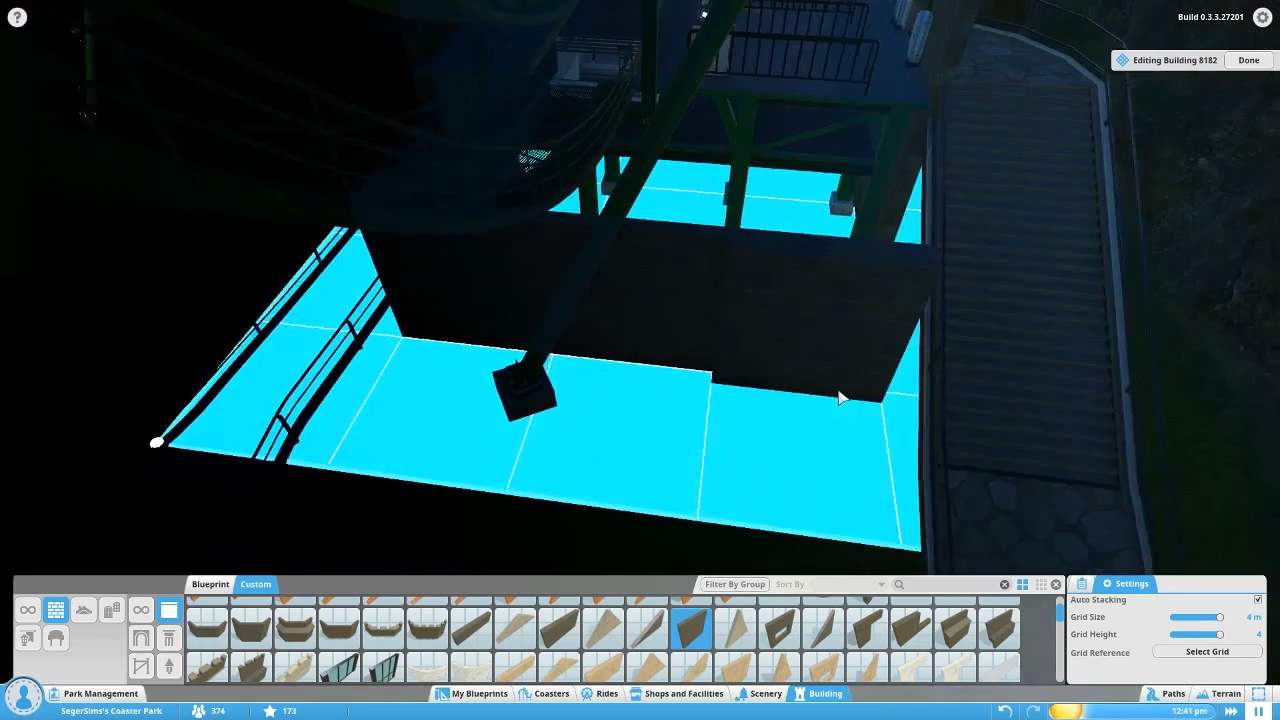 Build 0.3.3.27201
Editing Building 8182
Done
Blueprint
Custom
Filter By Group
Sort By
Settings
Auto Stacking
Grid Size
4 m
Grid Height
4
Grid Reference
Select Grid
Park Management
My Blueprints
Coasters
Rides
Shops and Facilities
Scenery
Building
Paths
Terrain
SegerSims's Coaster Park
374
173
12:41 pm